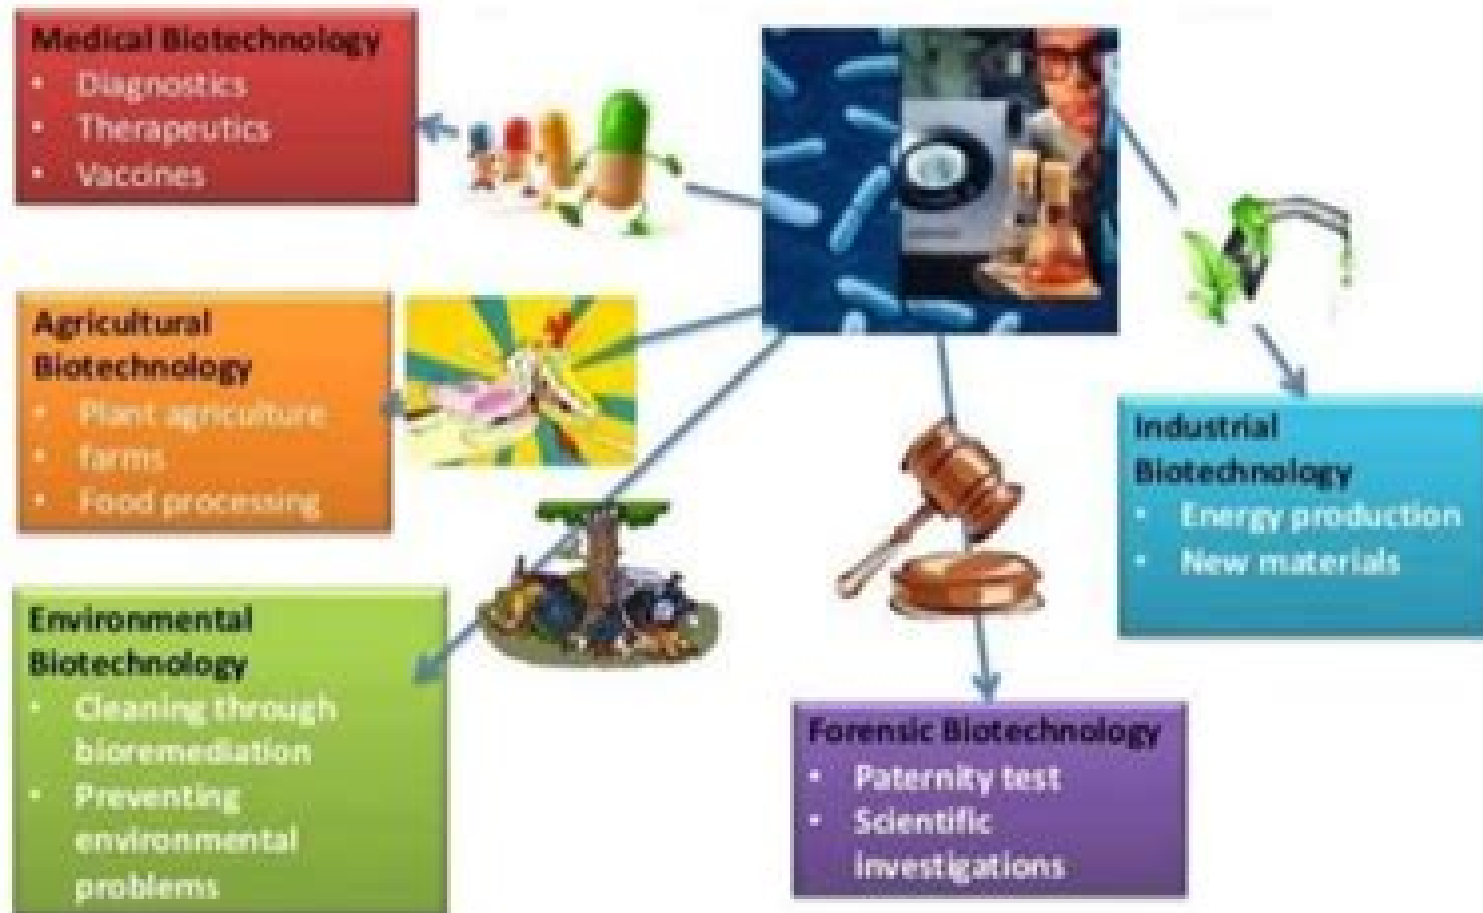 Medical Biotechnology
• Diagnostics
• Therapeutics
• Vaccines
Agricultural
Biotechnology
• Plant agriculture
• farms
• Food processing
Environmental
Biotechnology
• Cleaning through
bioremediation
• Preventing
environmental
problems
Forensic Biotechnology
• Paternity test
• Scientific
investigations
Industrial
Biotechnology
• Energy production
• New materials